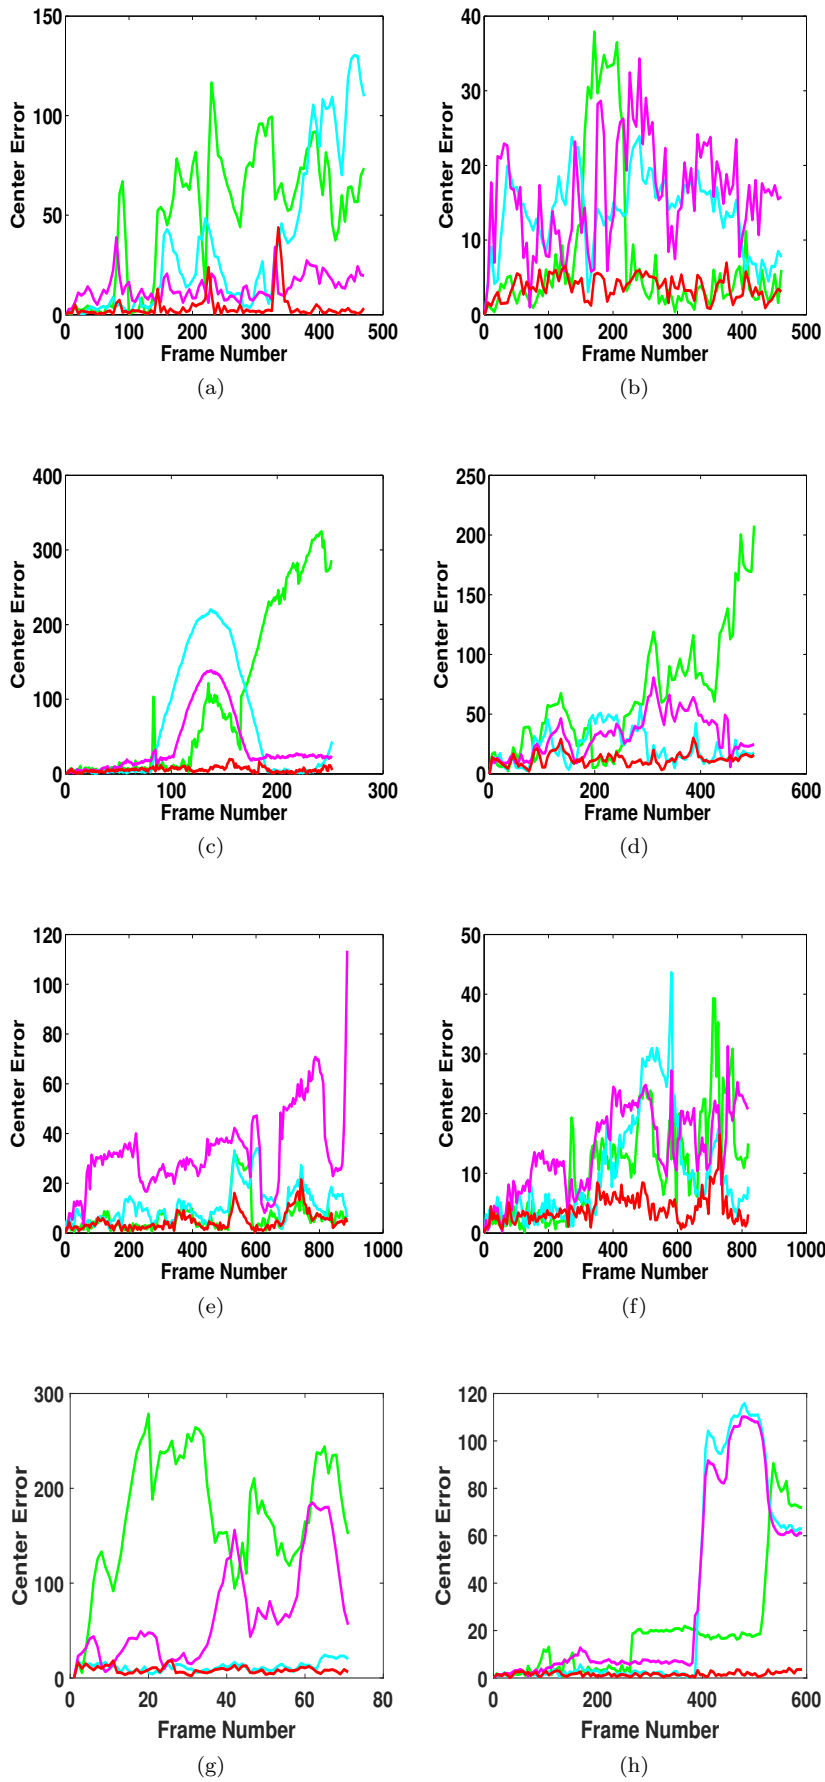 150
100
50
0
0 100 200 300 400 500
Center Error
Frame Number
(a)
40
30
20
10
0
0 100 200 300 400 500
Center Error
Frame Number
(b)
400
300
200
100
0
0 100 200 300
Center Error
Frame Number
(c)
250
200
150
100
50
0
0 200 400 600
Center Error
Frame Number
(d)
120
100
80
60
40
20
0
0 200 400 600 800 1000
Center Error
Frame Number
(e)
50
40
30
20
10
0
0 200 400 600 800 1000
Center Error
Frame Number
(f)
300
200
100
0
0 20 40 60 80
Center Error
Frame Number
(g)
120
100
80
60
40
20
0
0 200 400 600
Center Error
Frame Number
(h)